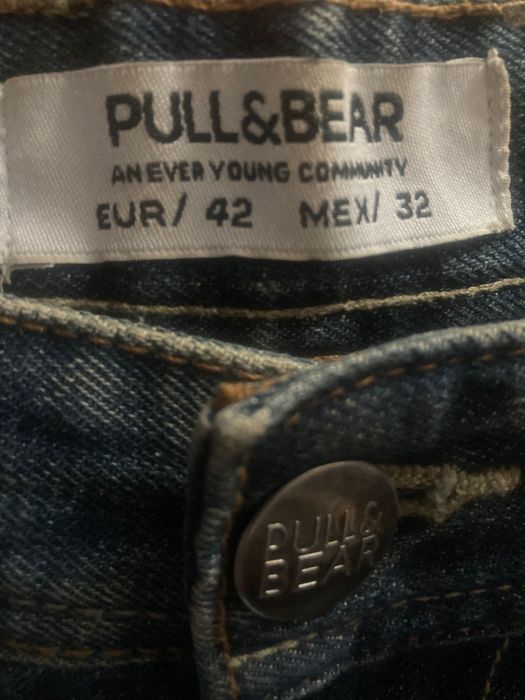 PULL&BEAR
AN EVER YOUNG COMMUNITY
EUR/ 42 MEX/ 32
PULL&
BEAR